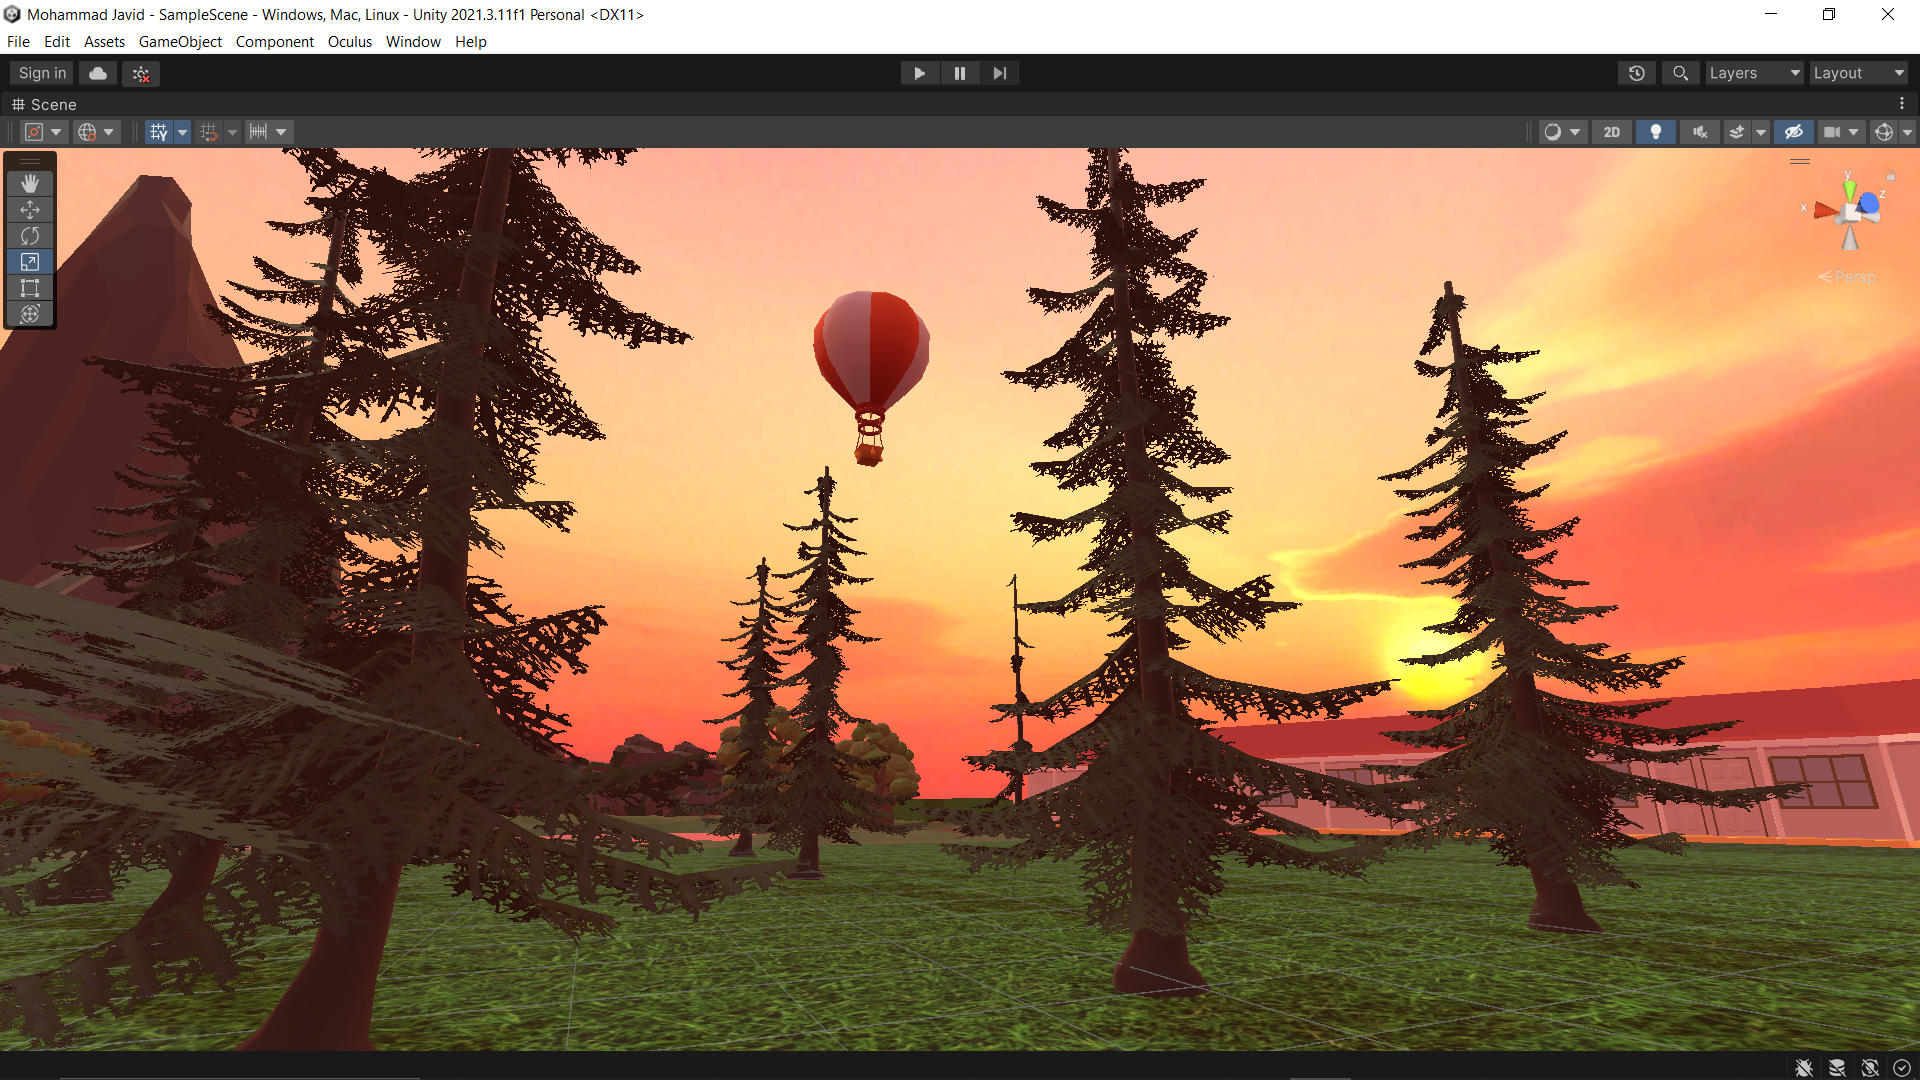 Mohammad Javid - SampleScene - Windows, Mac, Linux - Unity 2021.3.11f1 Personal <DX11>
File Edit Assets GameObject Component Oculus Window Help
Sign in Layers Layout
Scene
2D
y
x z
Persp